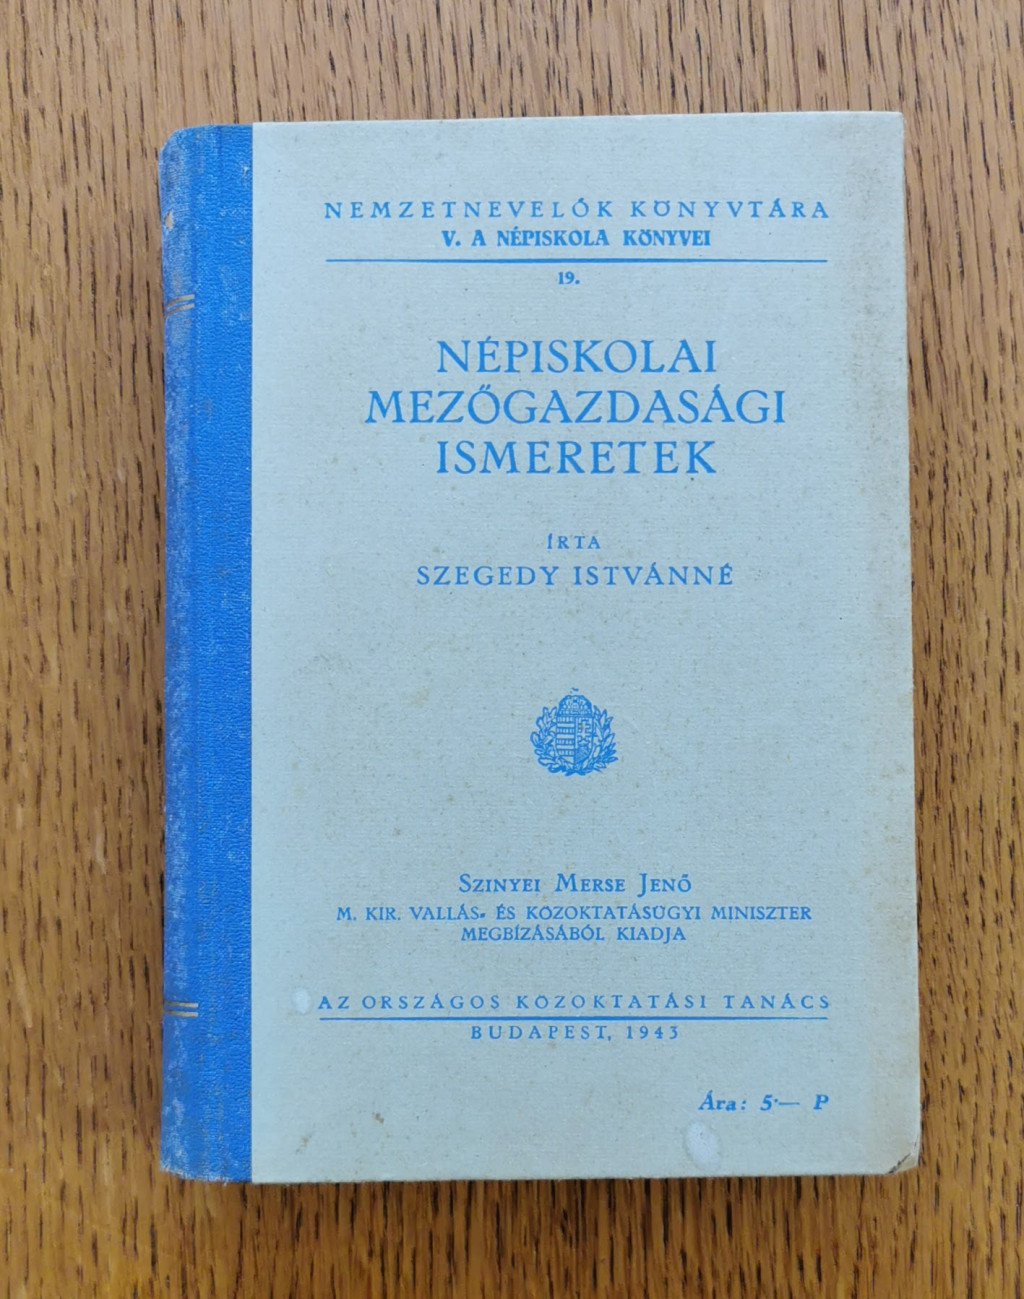 NEMZETNEVELŐK KÖNYVTÁRA
V. A NÉPISKOLA KÖNYVEI
19.
NÉPISKOLAI
MEZŐGAZDASÁGI
ISMERETEK
ÍRTA
SZEGEDY ISTVÁNNÉ
SZINYEI MERSE JENŐ
M. KIR. VALLÁS- ÉS KÖZOKTATÁSÜGYI MINISZTER
MEGBÍZÁSÁBÓL KIADJA
AZ ORSZÁGOS KÖZOKTATÁSI TANÁCS
BUDAPEST, 1943
Ára: 5·— P